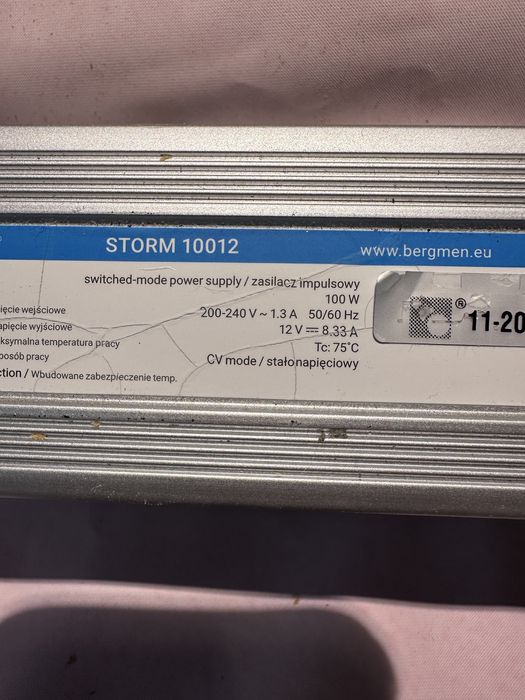 STORM 10012
www.bergmen.eu
switched-mode power supply / zasilacz impulsowy
100 W
ięcie wejściowe 200-240 V ~ 1.3 A 50/60 Hz
apięcie wyjściowe 12 V ⎓ 8.33 A
ksymalna temperatura pracy Tc: 75°C
posób pracy CV mode / stałonapięciowy
ction / Wbudowane zabezpieczenie temp.
® 11-20